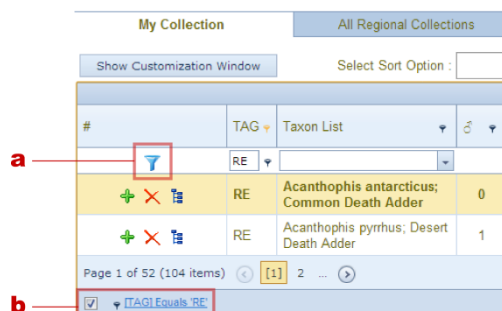 My Collection All Regional Collections
Show Customization Window Select Sort Option :
# TAG Taxon List ♂
a RE
RE Acanthophis antarcticus; Common Death Adder 0
RE Acanthophis pyrrhus; Desert Death Adder 1
Page 1 of 52 (104 items) [1] 2 ...
b [TAG] Equals 'RE'